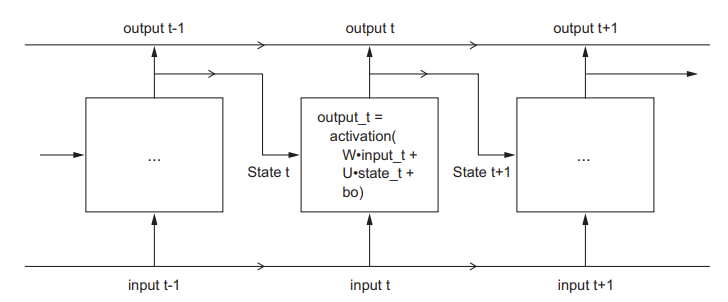 output t-1
output t
output t+1
...
output_t =
activation(
W•input_t +
U•state_t +
bo)
...
State t
State t+1
input t-1
input t
input t+1